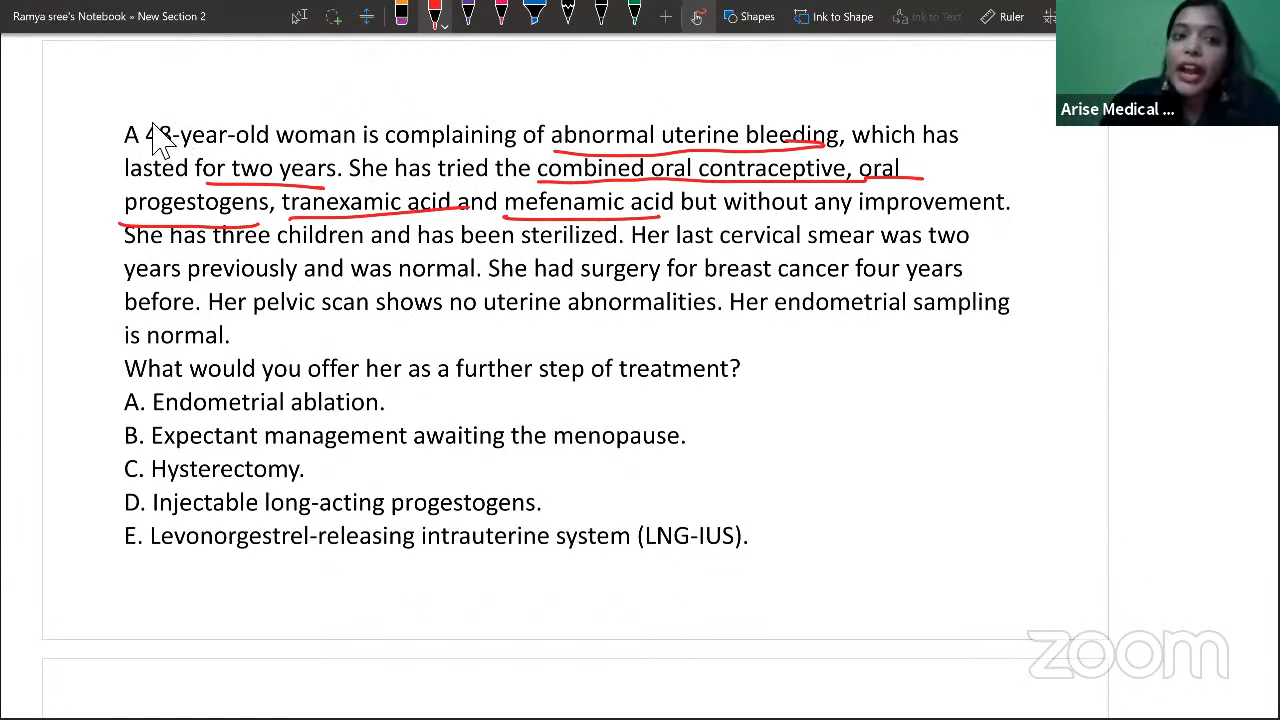 Ramya sree's Notebook » New Section 2
Shapes
Ink to Shape
Ink to Text
Ruler
Arise Medical ...
A 48-year-old woman is complaining of abnormal uterine bleeding, which has
lasted for two years. She has tried the combined oral contraceptive, oral
progestogens, tranexamic acid and mefenamic acid but without any improvement.
She has three children and has been sterilized. Her last cervical smear was two
years previously and was normal. She had surgery for breast cancer four years
before. Her pelvic scan shows no uterine abnormalities. Her endometrial sampling
is normal.
What would you offer her as a further step of treatment?
A. Endometrial ablation.
B. Expectant management awaiting the menopause.
C. Hysterectomy.
D. Injectable long-acting progestogens.
E. Levonorgestrel-releasing intrauterine system (LNG-IUS).
zoom